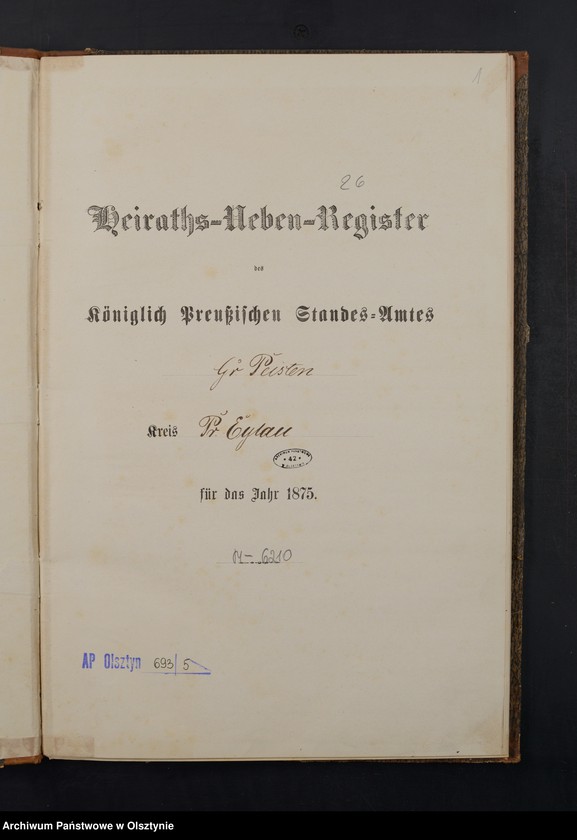 1
26
Heiraths-Neben-Register
des
Königlich Preußischen Standes-Amtes
Gr Peisten
Kreis Pr Eylau
42
für das Jahr 1875.
M-6210
AP Olsztyn 693/5
Archiwum Państwowe w Olsztynie